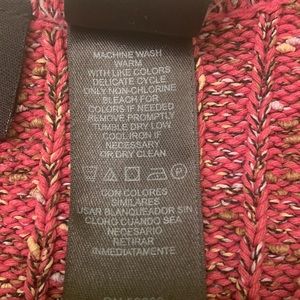 MACHINE WASH
WARM
WITH LIKE COLORS
DELICATE CYCLE
ONLY NON-CHLORINE
BLEACH FOR
COLORS IF NEEDED
REMOVE PROMPTLY
TUMBLE DRY LOW
COOL IRON IF
NECESSARY
OR DRY CLEAN
CON COLORES
SIMILARES
USAR BLANQUEADOR SIN
CLORO CUANDO SEA
NECESARIO
RETIRAR
INMEDIATAMENTE